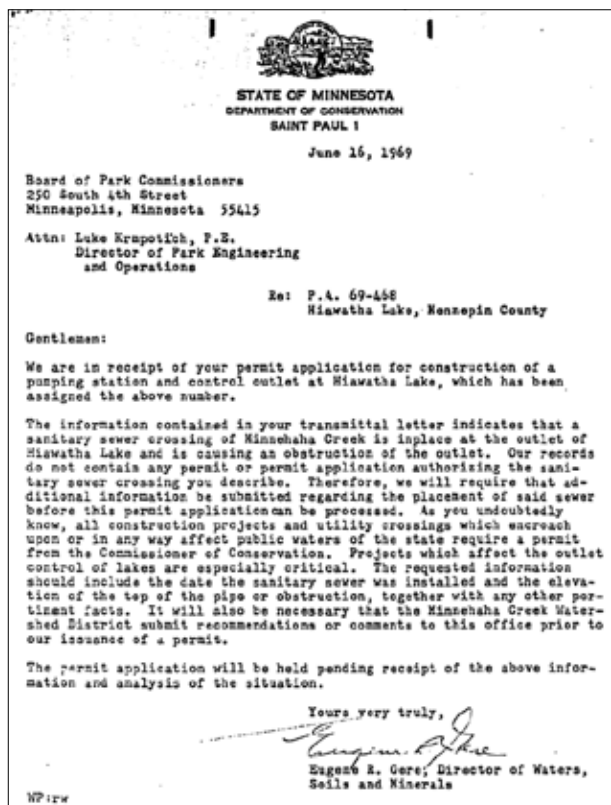 STATE OF MINNESOTA
DEPARTMENT OF CONSERVATION
SAINT PAUL 1
June 16, 1969
Board of Park Commissioners
250 South 4th Street
Minneapolis, Minnesota 55415
Attn: Luke Krapotich, P.E.
Director of Park Engineering
and Operations
Re: P.A. 69-468
Hiawatha Lake, Hennepin County
Gentlemen:
We are in receipt of your permit application for construction of a
pumping station and control outlet at Hiawatha Lake, which has been
assigned the above number.
The information contained in your transmittal letter indicates that a
sanitary sewer crossing of Minnehaha Creek is inplace at the outlet of
Hiawatha Lake and is causing an obstruction of the outlet. Our records
do not contain any permit or permit application authorizing the sani-
tary sewer crossing you describe. Therefore, we will require that ad-
ditional information be submitted regarding the placement of said sewer
before this permit application can be processed. As you undoubtedly
know, all construction projects and utility crossings which encroach
upon or in any way affect public waters of the state require a permit
from the Commissioner of Conservation. Projects which affect the outlet
control of lakes are especially critical. The requested information
should include the date the sanitary sewer was installed and the eleva-
tion of the top of the pipe or obstruction, together with any other per-
tinent facts. It will also be necessary that the Minnehaha Creek Water-
shed District submit recommendations or comments to this office prior to
our issuance of a permit.
The permit application will be held pending receipt of the above infor-
mation and analysis of the situation.
Yours very truly,
Eugene R. Gere
Eugene R. Gere, Director of Waters,
Soils and Minerals
WP:rw